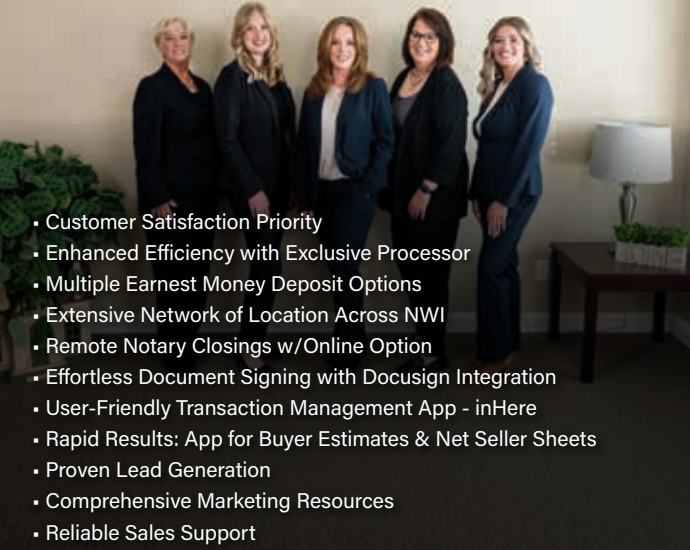 ▪ Customer Satisfaction Priority
▪ Enhanced Efficiency with Exclusive Processor
▪ Multiple Earnest Money Deposit Options
▪ Extensive Network of Location Across NWI
▪ Remote Notary Closings w/Online Option
▪ Effortless Document Signing with Docusign Integration
▪ User-Friendly Transaction Management App - inHere
▪ Rapid Results: App for Buyer Estimates & Net Seller Sheets
▪ Proven Lead Generation
▪ Comprehensive Marketing Resources
▪ Reliable Sales Support